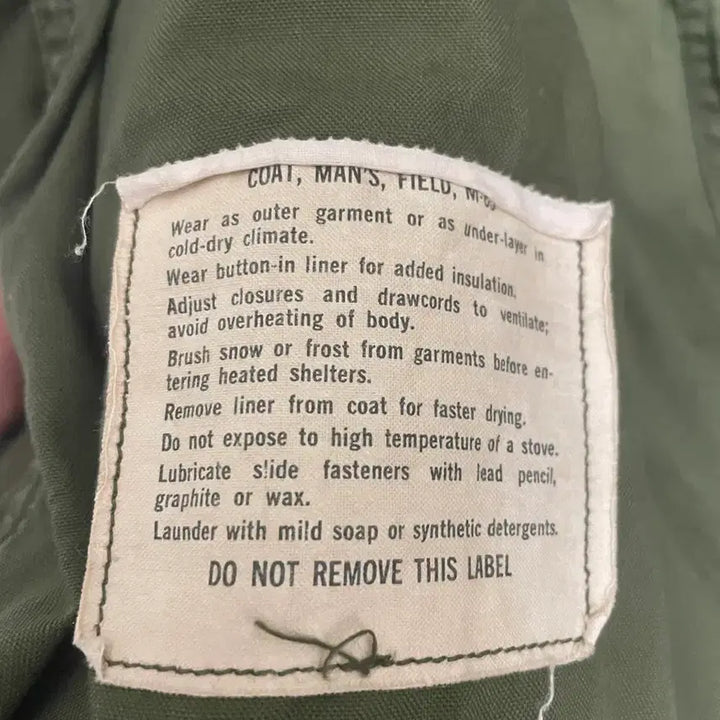 COAT, MAN'S, FIELD, M-65
Wear as outer garment or as under-layer in
cold-dry climate.
Wear button-in liner for added insulation.
Adjust closures and drawcords to ventilate;
avoid overheating of body.
Brush snow or frost from garments before en-
tering heated shelters.
Remove liner from coat for faster drying.
Do not expose to high temperature of a stove.
Lubricate slide fasteners with lead pencil,
graphite or wax.
Launder with mild soap or synthetic detergents.
DO NOT REMOVE THIS LABEL